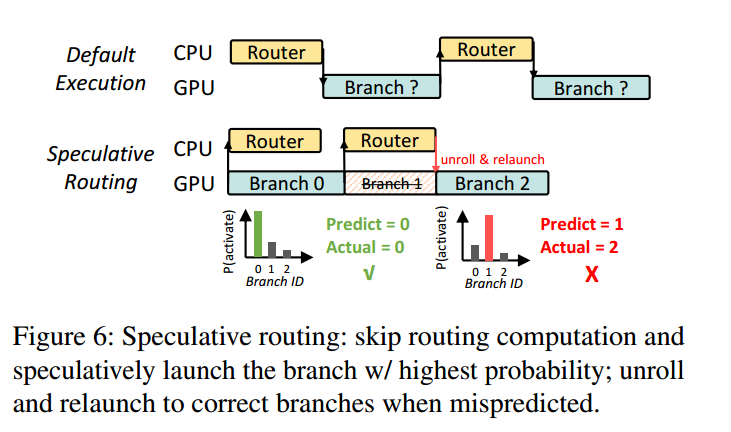 Default
Execution
CPU
GPU
Router
Router
Branch ?
Branch ?
Speculative
Routing
CPU
GPU
Router
Router
unroll & relaunch
Branch 0
Branch 1
Branch 2
P(activate)
0 1 2
Branch ID
Predict = 0
Actual = 0
√
P(activate)
0 1 2
Branch ID
Predict = 1
Actual = 2
X
Figure 6: Speculative routing: skip routing computation and
speculatively launch the branch w/ highest probability; unroll
and relaunch to correct branches when mispredicted.